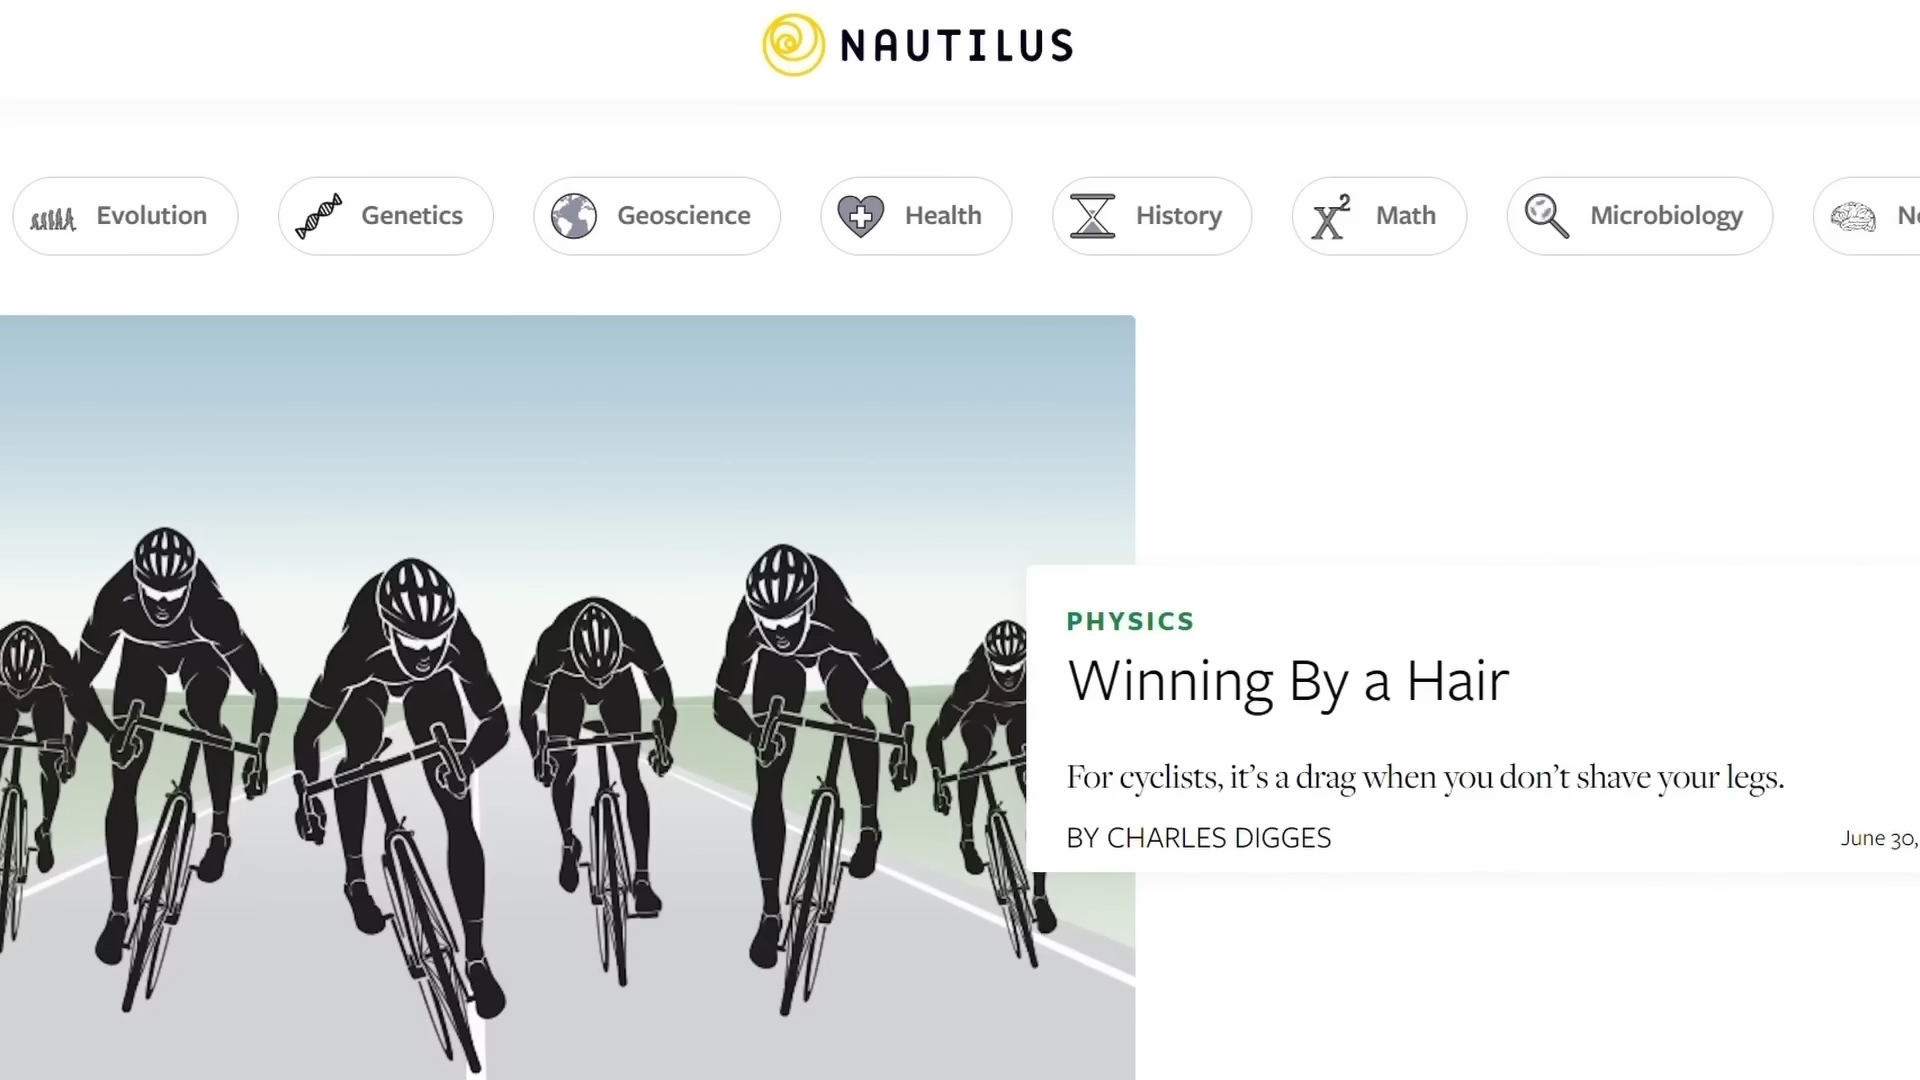 NAUTILUS
Evolution
Genetics
Geoscience
Health
History
Math
Microbiology
PHYSICS
Winning By a Hair
For cyclists, it's a drag when you don't shave your legs.
BY CHARLES DIGGES
June 30,